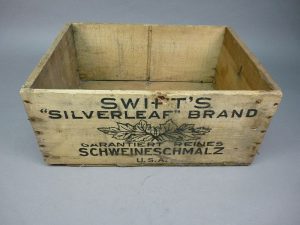 SWIFT'S
"SILVERLEAF" BRAND
GARANTIERT REINES
SCHWEINESCHMALZ
U.S.A.